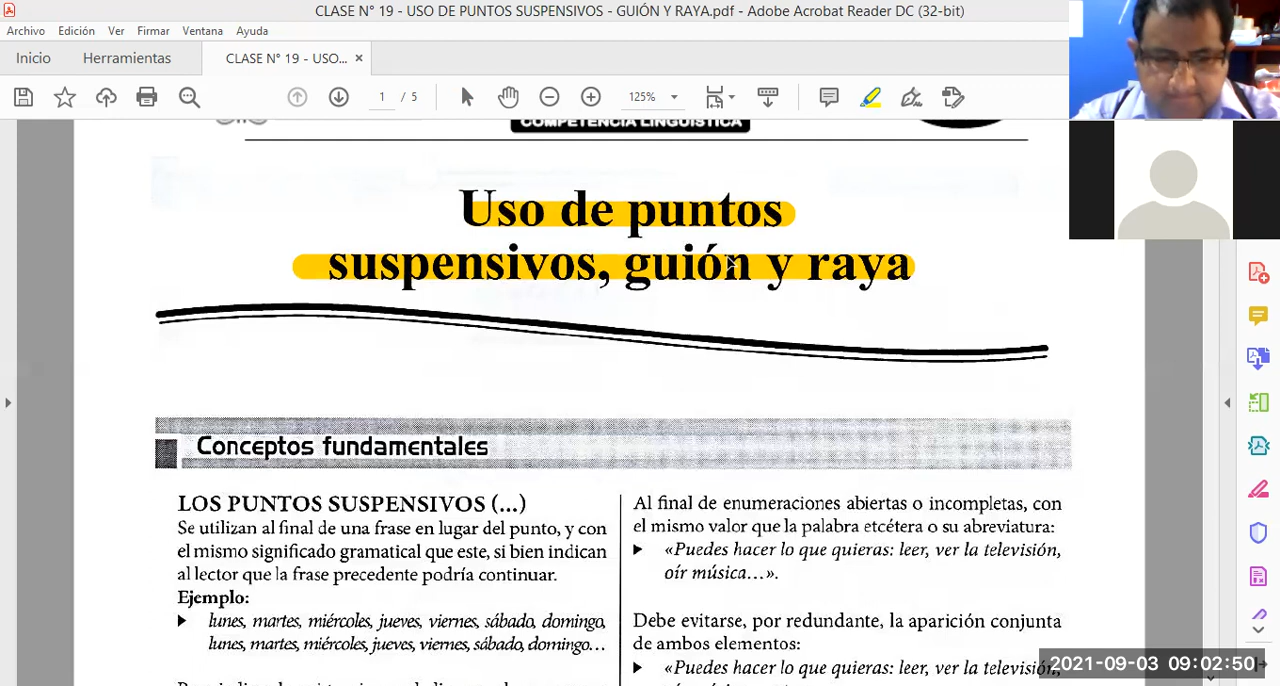 CLASE N° 19 - USO DE PUNTOS SUSPENSIVOS - GUIÓN Y RAYA.pdf - Adobe Acrobat Reader DC (32-bit)
Archivo Edición Ver Firmar Ventana Ayuda
Inicio Herramientas CLASE N° 19 - USO... ×
1 / 5 125%
COMPETENCIA LINGÜÍSTICA
Uso de puntos
suspensivos, guión y raya
Conceptos fundamentales
LOS PUNTOS SUSPENSIVOS (...)
Se utilizan al final de una frase en lugar del punto, y con
el mismo significado gramatical que este, si bien indican
al lector que la frase precedente podría continuar.
Ejemplo:
lunes, martes, miércoles, jueves, viernes, sábado, domingo,
lunes, martes, miércoles, jueves, viernes, sábado, domingo...
Al final de enumeraciones abiertas o incompletas, con
el mismo valor que la palabra etcétera o su abreviatura:
«Puedes hacer lo que quieras: leer, ver la televisión,
oír música...».
Debe evitarse, por redundante, la aparición conjunta
de ambos elementos:
«Puedes hacer lo que quieras: leer, ver la televisión,
2021-09-03 09:02:50